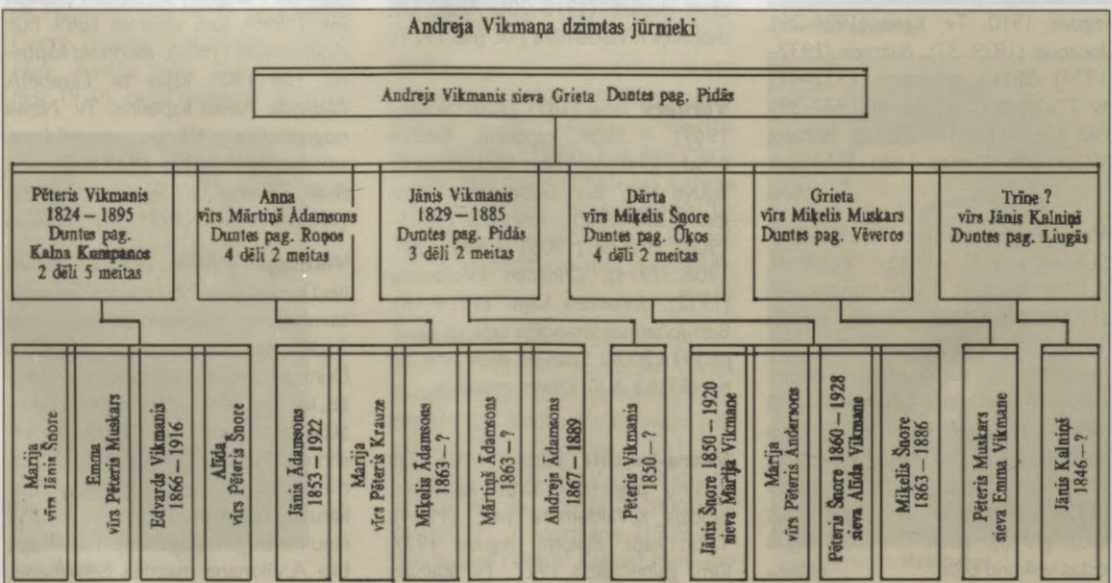 Andreja Vikmaņa dzimtas jūrnieki
Andrejs Vikmanis sieva Grieta Duntes pag. Pidās
Pēteris Vikmanis
1824 – 1895
Duntes pag.
Kalna Kampaņos
2 dēli 5 meitas
Anna
vīrs Mārtiņš Ādamsons
Duntes pag. Roņos
4 dēli 2 meitas
Jānis Vikmanis
1829 – 1885
Duntes pag. Pidās
3 dēli 2 meitas
Dārta
vīrs Miķelis Šnore
Duntes pag. Ūķos
4 dēli 2 meitas
Grieta
vīrs Miķelis Muskars
Duntes pag. Vēveros
Trīne ?
vīrs Jānis Kalniņš
Duntes pag. Liugās
Marija
vīrs Jānis Šnore
Emma
vīrs Pēteris Muskars
Edvards Vikmanis
1866 – 1916
Alīda
vīrs Pēteris Šnore
Jānis Ādamsons
1853 – 1922
Marija
vīrs Pēteris Krauze
Miķelis Ādamsons
1863 – ?
Mārtiņš Ādamsons
1863 – ?
Andrejs Ādamsons
1867 – 1889
Pēteris Vikmanis
1850 – ?
Jānis Šnore 1850 – 1920
sieva Marija Vikmane
Marija
vīrs Pēteris Andersons
Pēteris Šnore 1860 – 1928
sieva Alīda Vikmane
Miķelis Šnore
1863 – 1886
Pēteris Muskars
sieva Emma Vikmane
Jānis Kalniņš
1846 – ?